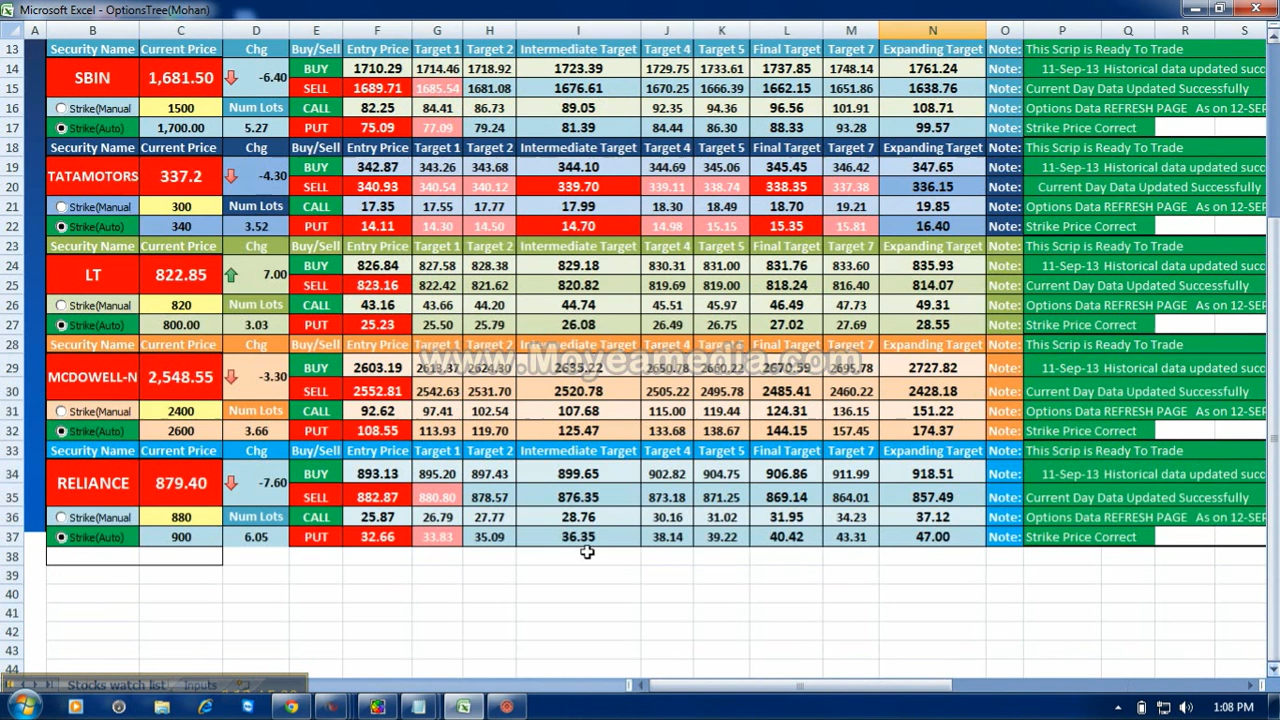 Microsoft Excel - OptionsTree(Mohan)
A B C D E F G H I J K L M N O P Q R S
13 Security Name Current Price Chg Buy/Sell Entry Price Target 1 Target 2 Intermediate Target Target 4 Target 5 Final Target Target 7 Expanding Target Note: This Scrip is Ready To Trade
14 SBIN 1,681.50 -6.40 BUY 1710.29 1714.46 1718.92 1723.39 1729.75 1733.61 1737.85 1748.14 1761.24 Note: 11-Sep-13 Historical data updated succ
15 SELL 1689.71 1685.54 1681.08 1676.61 1670.25 1666.39 1662.15 1651.86 1638.76 Note: Current Day Data Updated Successfully
16 Strike(Manual 1500 Num Lots CALL 82.25 84.41 86.73 89.05 92.35 94.36 96.56 101.91 108.71 Note: Options Data REFRESH PAGE As on 12-SEP
17 Strike(Auto) 1,700.00 5.27 PUT 75.09 77.09 79.24 81.39 84.44 86.30 88.33 93.28 99.57 Note: Strike Price Correct
18 Security Name Current Price Chg Buy/Sell Entry Price Target 1 Target 2 Intermediate Target Target 4 Target 5 Final Target Target 7 Expanding Target Note: This Scrip is Ready To Trade
19 TATAMOTORS 337.2 -4.30 BUY 342.87 343.26 343.68 344.10 344.69 345.06 345.45 346.42 347.65 Note: 11-Sep-13 Historical data updated succ
20 SELL 340.93 340.54 340.12 339.70 339.11 338.74 338.35 337.38 336.15 Note: Current Day Data Updated Successfully
21 Strike(Manual 300 Num Lots CALL 17.35 17.55 17.77 17.99 18.30 18.49 18.70 19.21 19.85 Note: Options Data REFRESH PAGE As on 12-SEP
22 Strike(Auto) 340 3.52 PUT 14.11 14.30 14.50 14.70 14.98 15.15 15.35 15.81 16.40 Note: Strike Price Correct
23 Security Name Current Price Chg Buy/Sell Entry Price Target 1 Target 2 Intermediate Target Target 4 Target 5 Final Target Target 7 Expanding Target Note: This Scrip is Ready To Trade
24 LT 822.85 7.00 BUY 826.84 827.58 828.38 829.18 830.31 831.00 831.76 833.60 835.93 Note: 11-Sep-13 Historical data updated succ
25 SELL 823.16 822.42 821.62 820.82 819.69 819.00 818.24 816.40 814.07 Note: Current Day Data Updated Successfully
26 Strike(Manual 820 Num Lots CALL 43.16 43.66 44.20 44.74 45.51 45.97 46.49 47.73 49.31 Note: Options Data REFRESH PAGE As on 12-SEP
27 Strike(Auto) 800.00 3.03 PUT 25.23 25.50 25.79 26.08 26.49 26.75 27.02 27.69 28.55 Note: Strike Price Correct
28 Security Name Current Price Chg Buy/Sell Entry Price Target 1 Target 2 Intermediate Target Target 4 Target 5 Final Target Target 7 Expanding Target Note: This Scrip is Ready To Trade
www.Moyeamedia.com
29 MCDOWELL-N 2,548.55 -3.30 BUY 2603.19 2613.37 2624.30 2635.22 2650.78 2660.22 2670.59 2695.78 2727.82 Note: 11-Sep-13 Historical data updated succ
30 SELL 2552.81 2542.63 2531.70 2520.78 2505.22 2495.78 2485.41 2460.22 2428.18 Note: Current Day Data Updated Successfully
31 Strike(Manual 2400 Num Lots CALL 92.62 97.41 102.54 107.68 115.00 119.44 124.31 136.15 151.22 Note: Options Data REFRESH PAGE As on 12-SEP
32 Strike(Auto) 2600 3.66 PUT 108.55 113.93 119.70 125.47 133.68 138.67 144.15 157.45 174.37 Note: Strike Price Correct
33 Security Name Current Price Chg Buy/Sell Entry Price Target 1 Target 2 Intermediate Target Target 4 Target 5 Final Target Target 7 Expanding Target Note: This Scrip is Ready To Trade
34 RELIANCE 879.40 -7.60 BUY 893.13 895.20 897.43 899.65 902.82 904.75 906.86 911.99 918.51 Note: 11-Sep-13 Historical data updated succ
35 SELL 882.87 880.80 878.57 876.35 873.18 871.25 869.14 864.01 857.49 Note: Current Day Data Updated Successfully
36 Strike(Manual 880 Num Lots CALL 25.87 26.79 27.77 28.76 30.16 31.02 31.95 34.23 37.12 Note: Options Data REFRESH PAGE As on 12-SEP
37 Strike(Auto) 900 6.05 PUT 32.66 33.83 35.09 36.35 38.14 39.22 40.42 43.31 47.00 Note: Strike Price Correct
38
39
40
41
42
43
44
Stocks watch list Inputs
1:08 PM